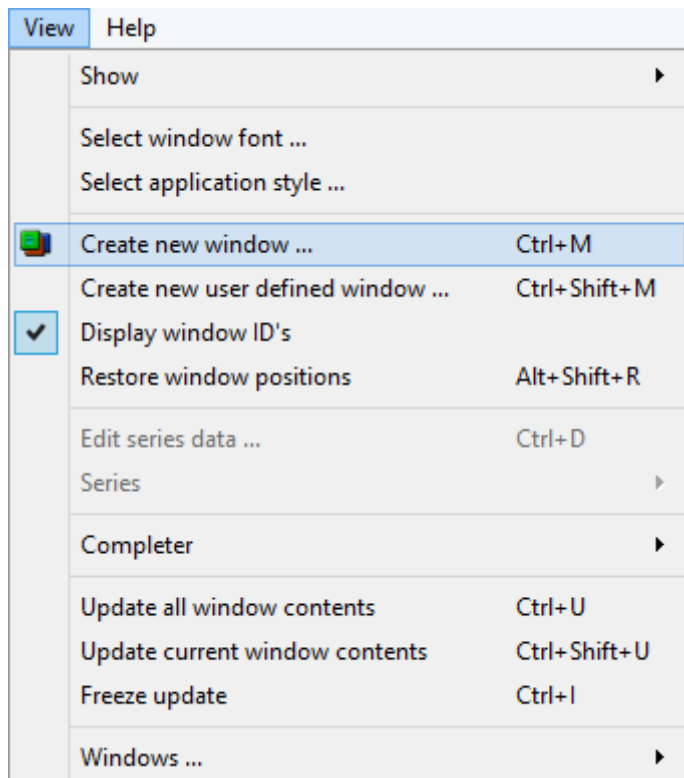 View Help
Show
Select window font ...
Select application style ...
Create new window ... Ctrl+M
Create new user defined window ... Ctrl+Shift+M
Display window ID's
Restore window positions Alt+Shift+R
Edit series data ... Ctrl+D
Series
Completer
Update all window contents Ctrl+U
Update current window contents Ctrl+Shift+U
Freeze update Ctrl+I
Windows ...